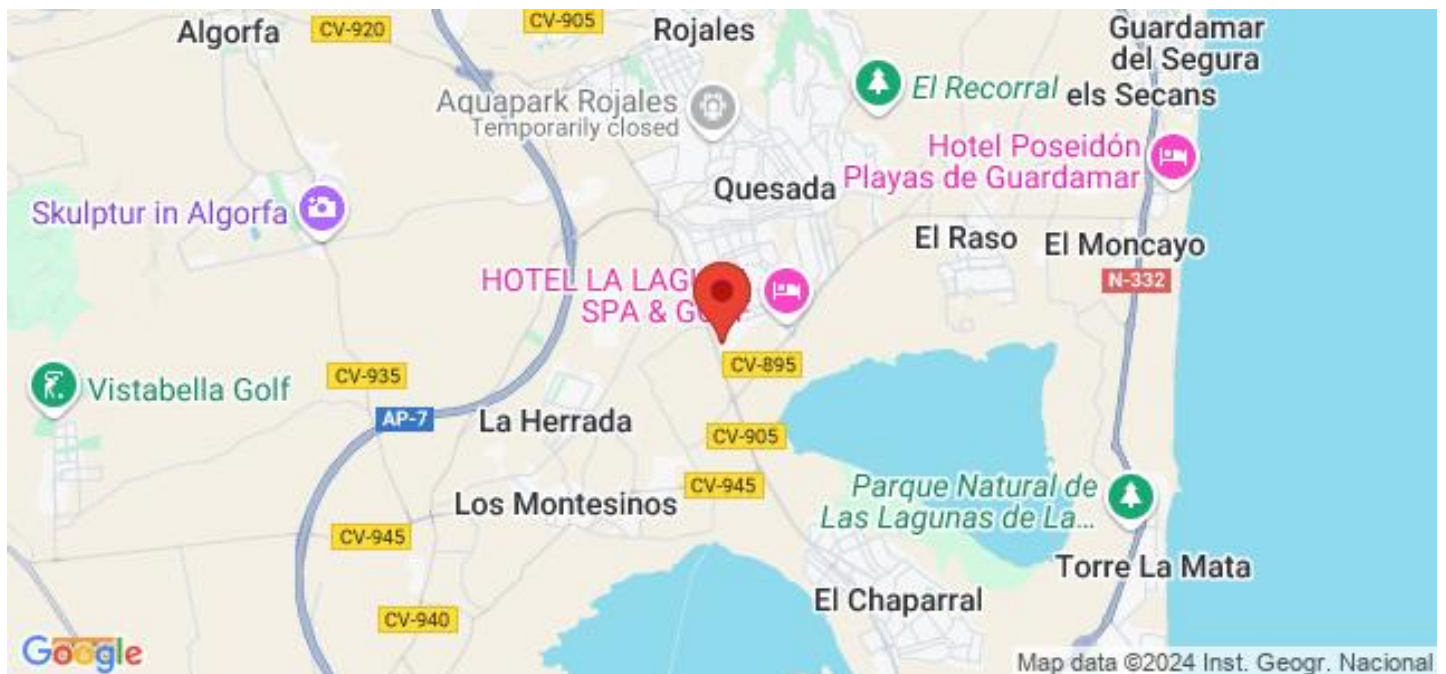 Algorfa
CV-920
CV-905
Rojales
Guardamar
del Segura
Aquapark Rojales
Temporarily closed
El Recorral
els Secans
Hotel Poseidón
Playas de Guardamar
Quesada
Skulptur in Algorfa
El Raso
El Moncayo
HOTEL LA
SPA &
N-332
CV-895
Vistabella Golf
CV-935
AP-7
La Herrada
CV-905
Los Montesinos
CV-945
Parque Natural de
Las Lagunas de La...
CV-945
Torre La Mata
El Chaparral
CV-940
Google
Map data ©2024 Inst. Geogr. Nacional